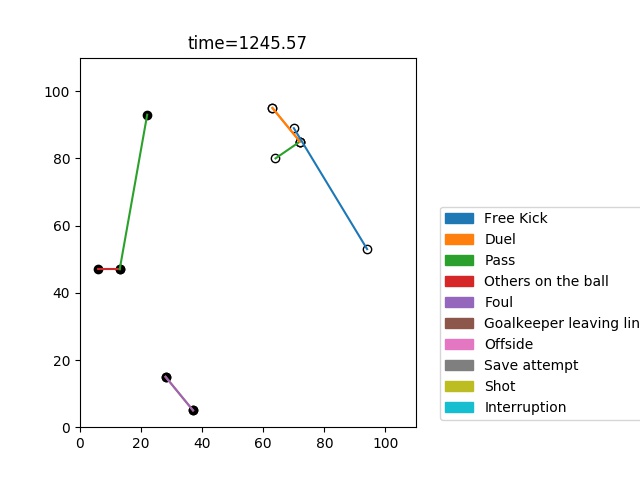 time=1245.57
100
80
60
40
20
0
0 20 40 60 80 100
Free Kick
Duel
Pass
Others on the ball
Foul
Goalkeeper leaving lin
Offside
Save attempt
Shot
Interruption